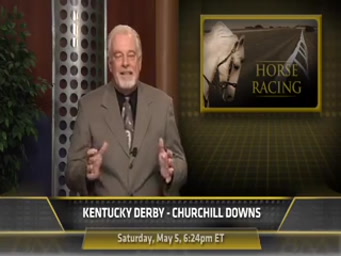 HORSE
RACING
KENTUCKY DERBY - CHURCHILL DOWNS
Saturday, May 5, 6:24pm ET